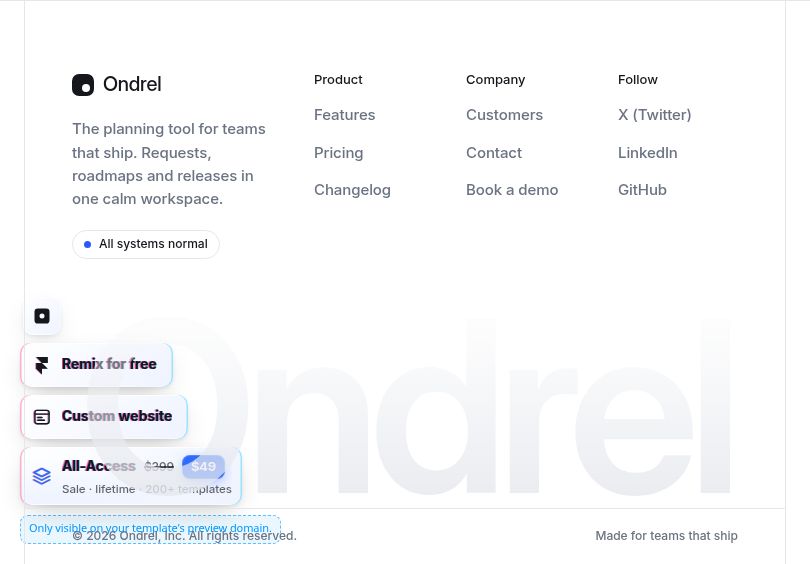 Ondrel
The planning tool for teams
that ship. Requests,
roadmaps and releases in
one calm workspace.
All systems normal
Product
Features
Pricing
Changelog
Company
Customers
Contact
Book a demo
Follow
X (Twitter)
LinkedIn
GitHub
Ondrel
Remix for free
Custom website
All-Access $399 $49
Sale · lifetime · 200+ templates
Only visible on your template's preview domain.
© 2026 Ondrel, Inc. All rights reserved.
Made for teams that ship